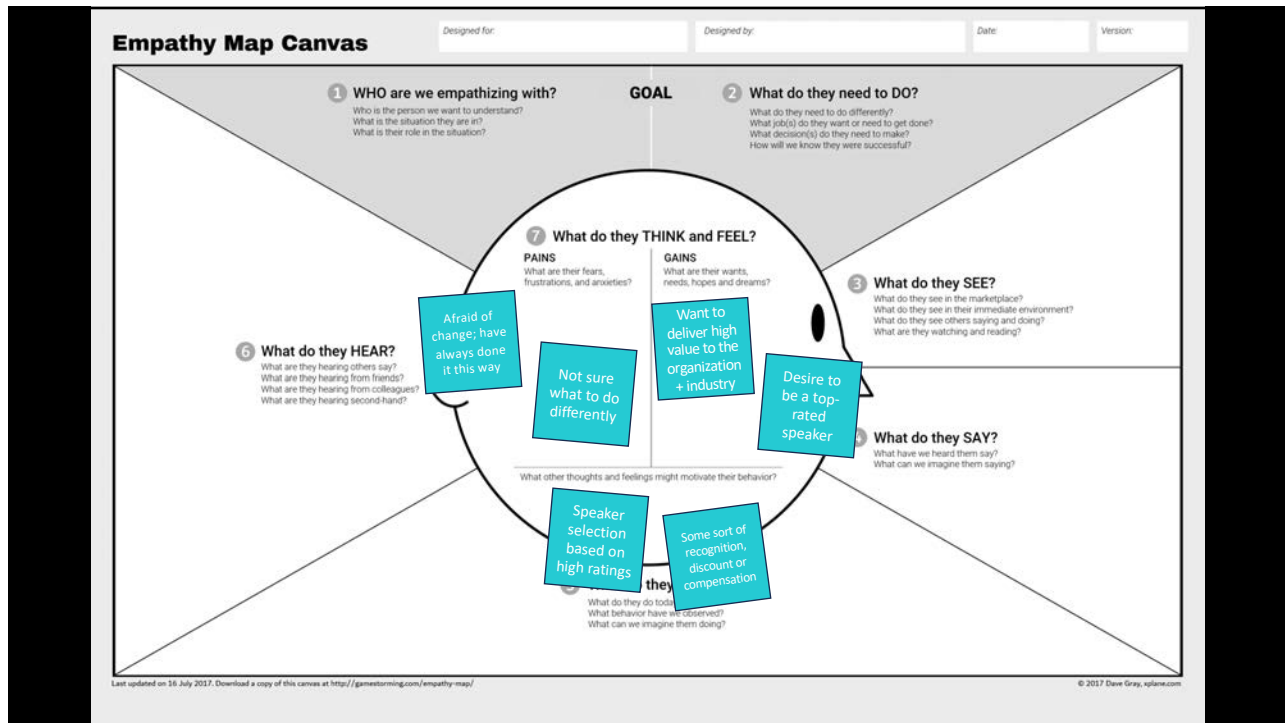 Empathy Map Canvas
Designed for:
Designed by:
Date:
Version:
1 WHO are we empathizing with?
Who is the person we want to understand?
What is the situation they are in?
What is their role in the situation?
GOAL
2 What do they need to DO?
What do they need to do differently?
What job(s) do they want or need to get done?
What decision(s) do they need to make?
How will we know they were successful?
7 What do they THINK and FEEL?
PAINS
What are their fears,
frustrations, and anxieties?
GAINS
What are their wants,
needs, hopes and dreams?
3 What do they SEE?
What do they see in the marketplace?
What do they see in their immediate environment?
What do they see others saying and doing?
What are they watching and reading?
Afraid of
change; have
always done
it this way
Not sure
what to do
differently
Want to
deliver high
value to the
organization
+ industry
Desire to
be a top-
rated
speaker
6 What do they HEAR?
What are they hearing others say?
What are they hearing from friends?
What are they hearing from colleagues?
What are they hearing second-hand?
What do they SAY?
What have we heard them say?
What can we imagine them saying?
What other thoughts and feelings might motivate their behavior?
Speaker
selection
based on
high ratings
Some sort of
recognition,
discount or
compensation
they
What do they do
What behavior have we observed?
What can we imagine them doing?
Last updated on 16 July 2017. Download a copy of this canvas at http://gamestorming.com/empathy-map/
© 2017 Dave Gray, xplane.com